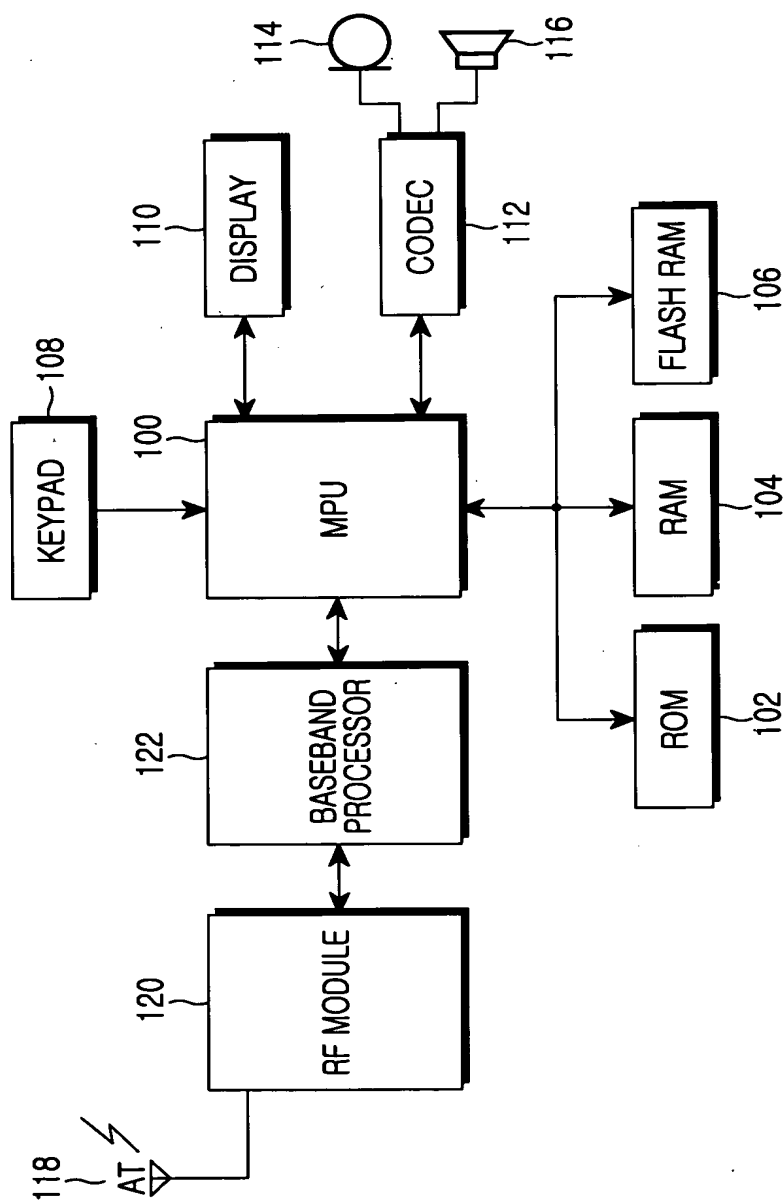 108
KEYPAD
110
DISPLAY
114
118
AT
120
RF MODULE
122
BASEBAND
PROCESSOR
100
MPU
CODEC
112
116
ROM
102
RAM
104
FLASH RAM
106